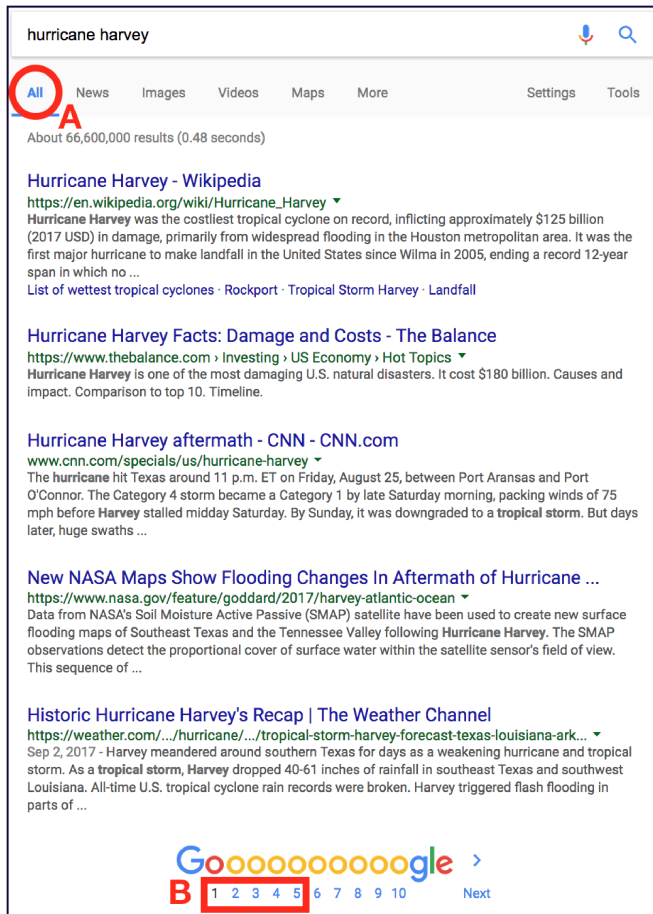 hurricane harvey
All News Images Videos Maps More Settings Tools
A
About 66,600,000 results (0.48 seconds)
Hurricane Harvey - Wikipedia
https://en.wikipedia.org/wiki/Hurricane_Harvey
Hurricane Harvey was the costliest tropical cyclone on record, inflicting approximately $125 billion
(2017 USD) in damage, primarily from widespread flooding in the Houston metropolitan area. It was the
first major hurricane to make landfall in the United States since Wilma in 2005, ending a record 12-year
span in which no ...
List of wettest tropical cyclones · Rockport · Tropical Storm Harvey · Landfall
Hurricane Harvey Facts: Damage and Costs - The Balance
https://www.thebalance.com › Investing › US Economy › Hot Topics
Hurricane Harvey is one of the most damaging U.S. natural disasters. It cost $180 billion. Causes and
impact. Comparison to top 10. Timeline.
Hurricane Harvey aftermath - CNN - CNN.com
www.cnn.com/specials/us/hurricane-harvey
The hurricane hit Texas around 11 p.m. ET on Friday, August 25, between Port Aransas and Port
O'Connor. The Category 4 storm became a Category 1 by late Saturday morning, packing winds of 75
mph before Harvey stalled midday Saturday. By Sunday, it was downgraded to a tropical storm. But days
later, huge swaths ...
New NASA Maps Show Flooding Changes In Aftermath of Hurricane ...
https://www.nasa.gov/feature/goddard/2017/harvey-atlantic-ocean
Data from NASA's Soil Moisture Active Passive (SMAP) satellite have been used to create new surface
flooding maps of Southeast Texas and the Tennessee Valley following Hurricane Harvey. The SMAP
observations detect the proportional cover of surface water within the satellite sensor's field of view.
This sequence of ...
Historic Hurricane Harvey's Recap | The Weather Channel
https://weather.com/.../hurricane/.../tropical-storm-harvey-forecast-texas-louisiana-ark...
Sep 2, 2017 - Harvey meandered around southern Texas for days as a weakening hurricane and tropical
storm. As a tropical storm, Harvey dropped 40-61 inches of rainfall in southeast Texas and southwest
Louisiana. All-time U.S. tropical cyclone rain records were broken. Harvey triggered flash flooding in
parts of ...
Goooooooooogle >
B 1 2 3 4 5 6 7 8 9 10 Next